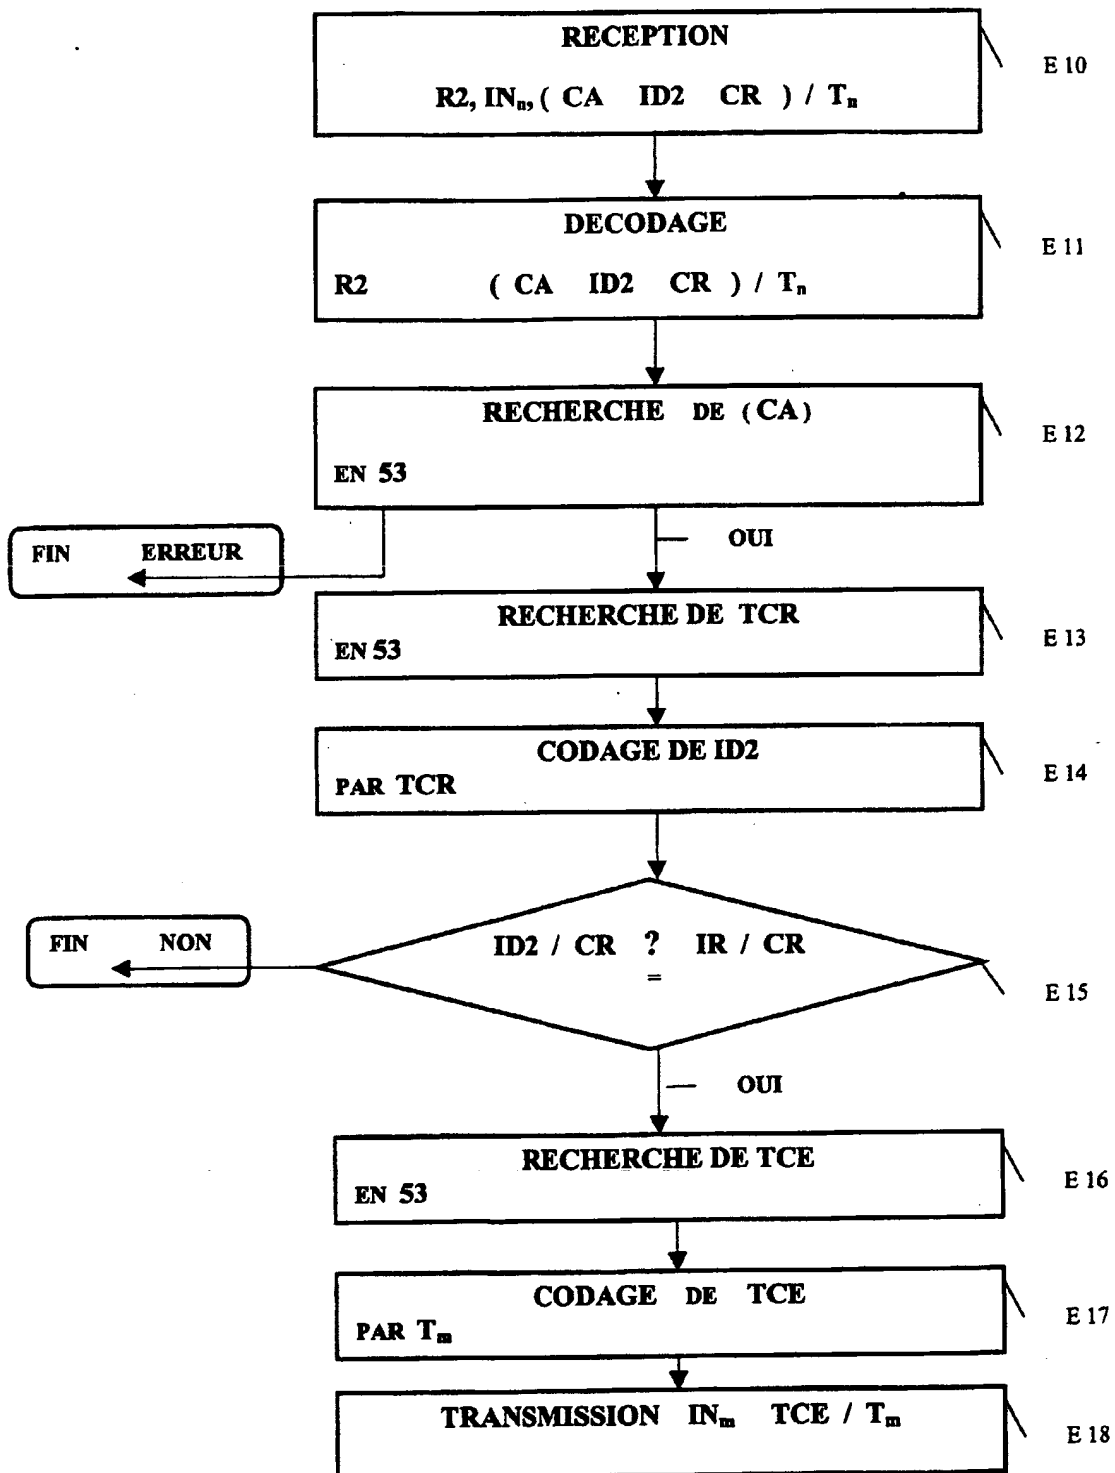 RECEPTION
E 10
R2, INₙ, ( CA ID2 CR ) / Tₙ
DECODAGE
E 11
R2 ( CA ID2 CR ) / Tₙ
RECHERCHE DE (CA)
E 12
EN 53
OUI
FIN ERREUR
RECHERCHE DE TCR
E 13
EN 53
CODAGE DE ID2
E 14
PAR TCR
FIN NON
ID2 / CR ? IR / CR
=
E 15
OUI
RECHERCHE DE TCE
E 16
EN 53
CODAGE DE TCE
E 17
PAR Tₘ
TRANSMISSION INₘ TCE / Tₘ
E 18